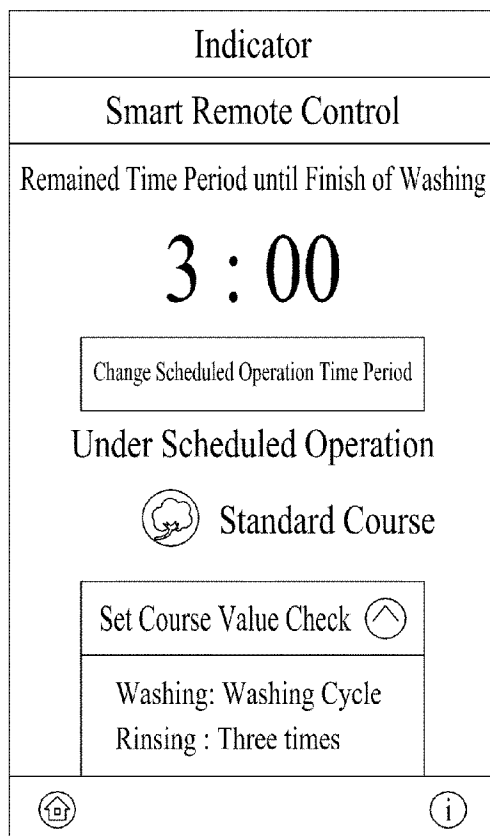 Indicator
Smart Remote Control
Remained Time Period until Finish of Washing
3 : 00
Change Scheduled Operation Time Period
Under Scheduled Operation
Standard Course
Set Course Value Check
Washing: Washing Cycle
Rinsing : Three times
i